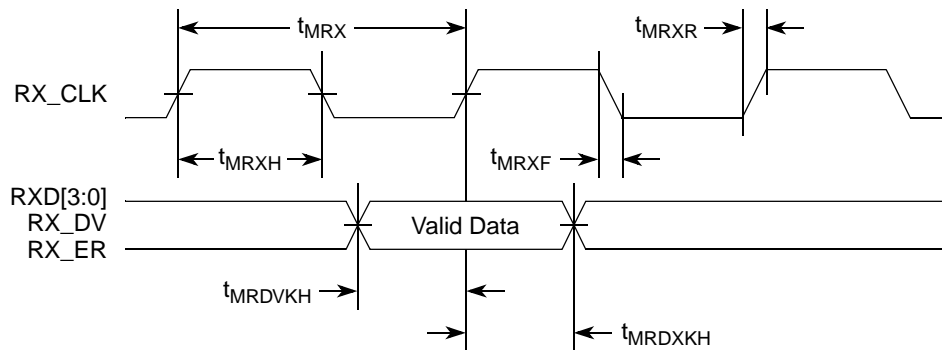 tMRX
tMRXR
RX_CLK
tMRXH
tMRXF
RXD[3:0]
RX_DV
RX_ER
Valid Data
tMRDVKH
tMRDXKH